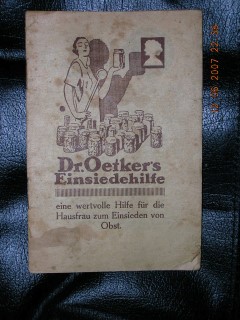 Dr. Oetker's
Einsiedehilfe
eine wertvolle Hilfe für die
Hausfrau zum Einsieden von
Obst.